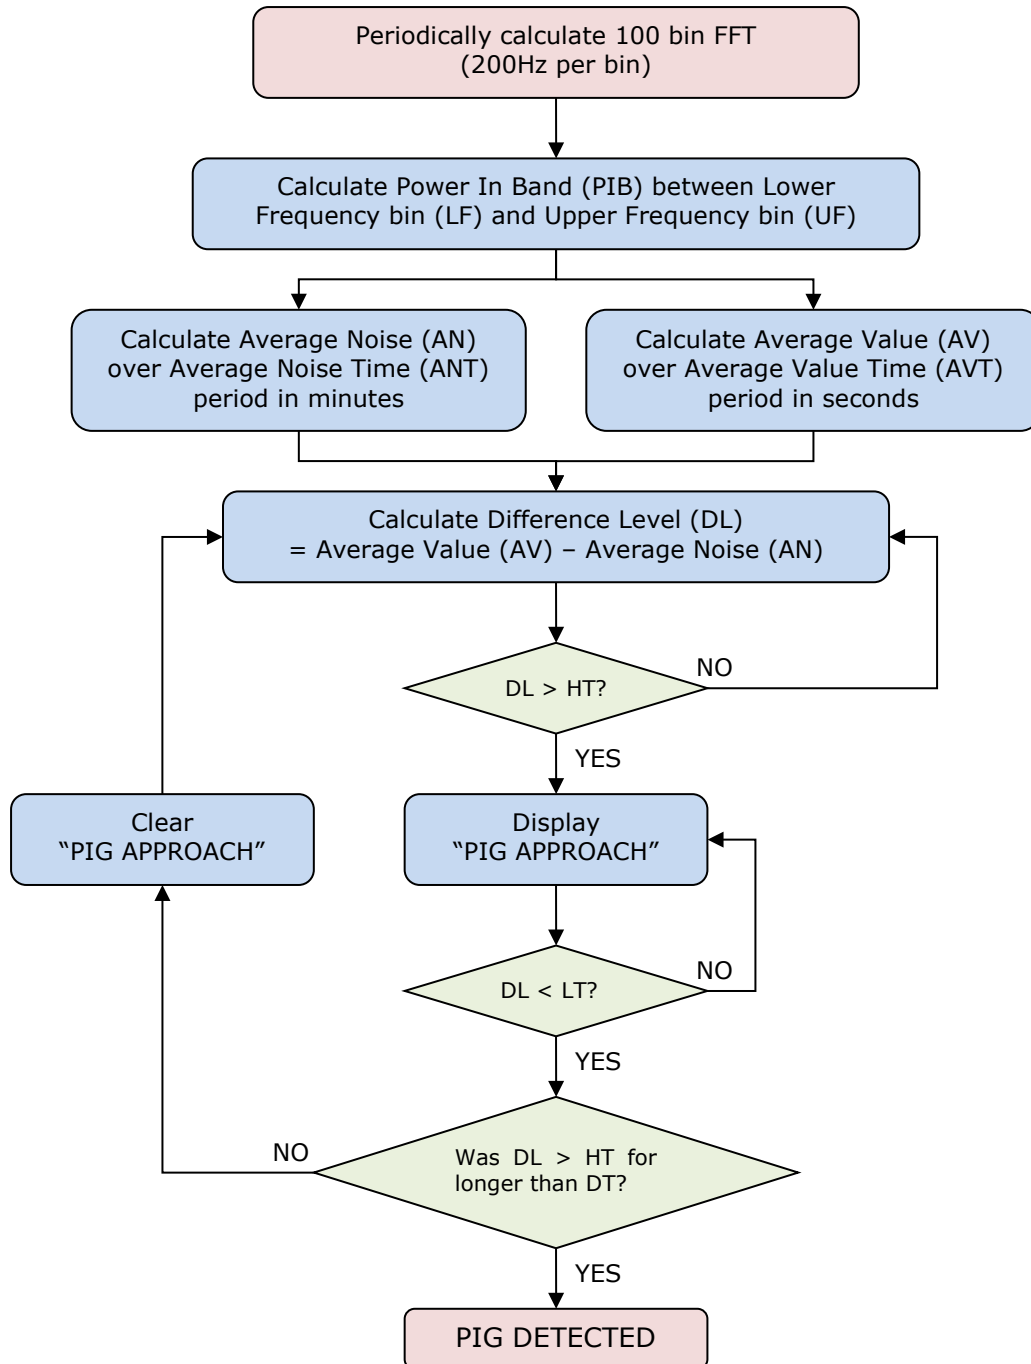 Periodically calculate 100 bin FFT
(200Hz per bin)
Calculate Power In Band (PIB) between Lower
Frequency bin (LF) and Upper Frequency bin (UF)
Calculate Average Noise (AN)
over Average Noise Time (ANT)
period in minutes
Calculate Average Value (AV)
over Average Value Time (AVT)
period in seconds
Calculate Difference Level (DL)
= Average Value (AV) – Average Noise (AN)
DL > HT?
NO
YES
Clear
“PIG APPROACH”
Display
“PIG APPROACH”
DL < LT?
NO
YES
NO
Was DL > HT for
longer than DT?
YES
PIG DETECTED